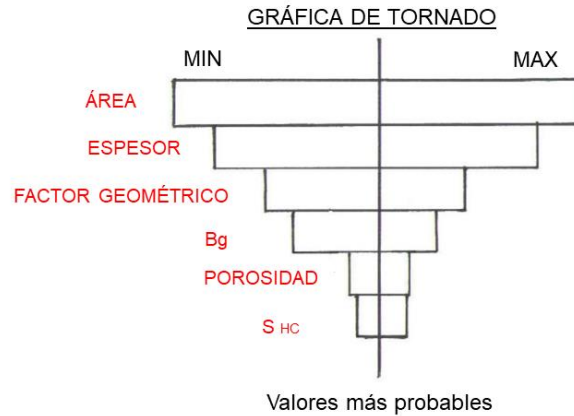 GRÁFICA DE TORNADO
MIN MAX
ÁREA
ESPESOR
FACTOR GEOMÉTRICO
Bg
POROSIDAD
S HC
Valores más probables